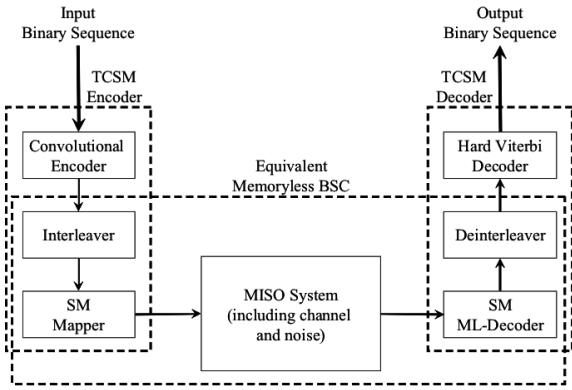 Input
Binary Sequence
Output
Binary Sequence
TCSM
Encoder
TCSM
Decoder
Convolutional
Encoder
Hard Viterbi
Decoder
Equivalent
Memoryless BSC
Interleaver
Deinterleaver
SM
Mapper
MISO System
(including channel
and noise)
SM
ML-Decoder